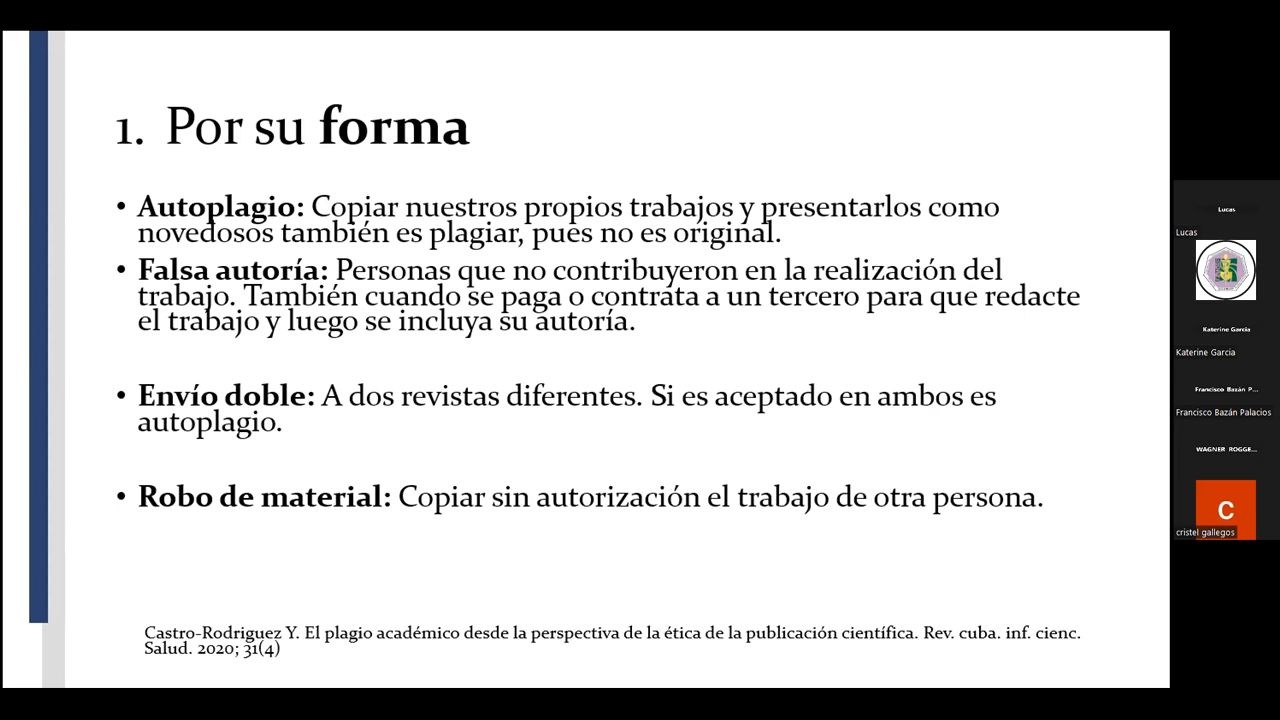 1. Por su forma
• Autoplagio: Copiar nuestros propios trabajos y presentarlos como
novedosos también es plagiar, pues no es original.
• Falsa autoría: Personas que no contribuyeron en la realización del
trabajo. También cuando se paga o contrata a un tercero para que redacte
el trabajo y luego se incluya su autoría.
• Envío doble: A dos revistas diferentes. Si es aceptado en ambos es
autoplagio.
• Robo de material: Copiar sin autorización el trabajo de otra persona.
Castro-Rodriguez Y. El plagio académico desde la perspectiva de la ética de la publicación científica. Rev. cuba. inf. cienc.
Salud. 2020; 31(4)
Lucas
Lucas
Katerine Garcia
Katerine Garcia
Francisco Bazán P...
Francisco Bazán Palacios
WAGNER ROGGE...
C
cristel gallegos